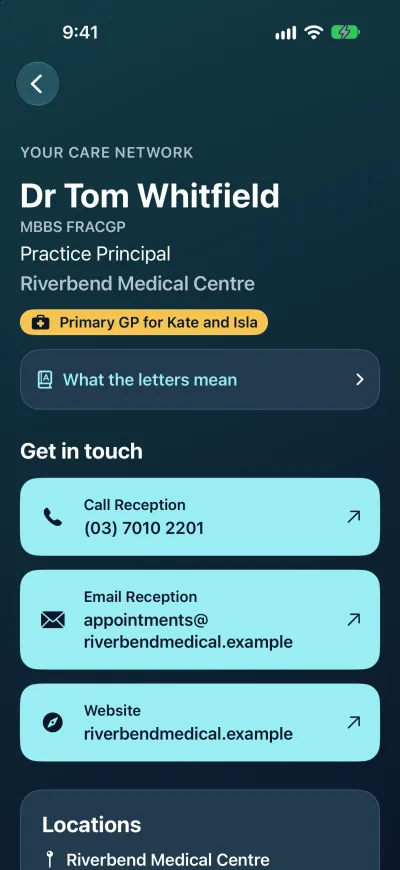 9:41
YOUR CARE NETWORK
Dr Tom Whitfield
MBBS FRACGP
Practice Principal
Riverbend Medical Centre
Primary GP for Kate and Isla
What the letters mean
Get in touch
Call Reception
(03) 7010 2201
Email Reception
appointments@
riverbendmedical.example
Website
riverbendmedical.example
Locations
Riverbend Medical Centre